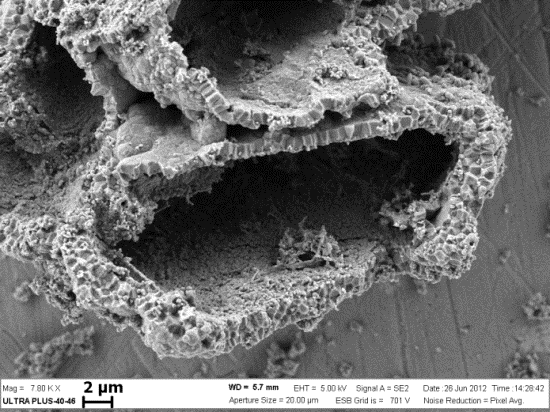 Mag = 7.80 K X 2 µm WD = 5.7 mm EHT = 5.00 kV Signal A = SE2 Date :26 Jun 2012 Time :14:28:42
ULTRA PLUS-40-46 Aperture Size = 20.00 µm ESB Grid is = 701 V Noise Reduction = Pixel Avg.